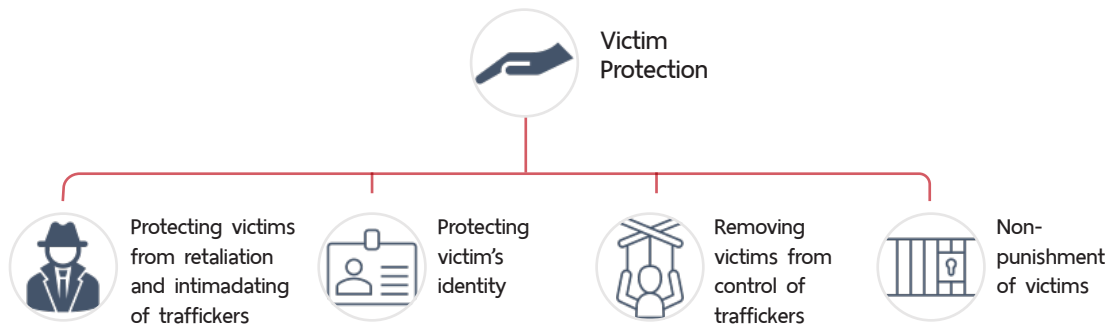 Victim
Protection
Protecting victims
from retaliation
and intimadating
of traffickers
Protecting
victim's
identity
Removing
victims from
control of
traffickers
Non-
punishment
of victims